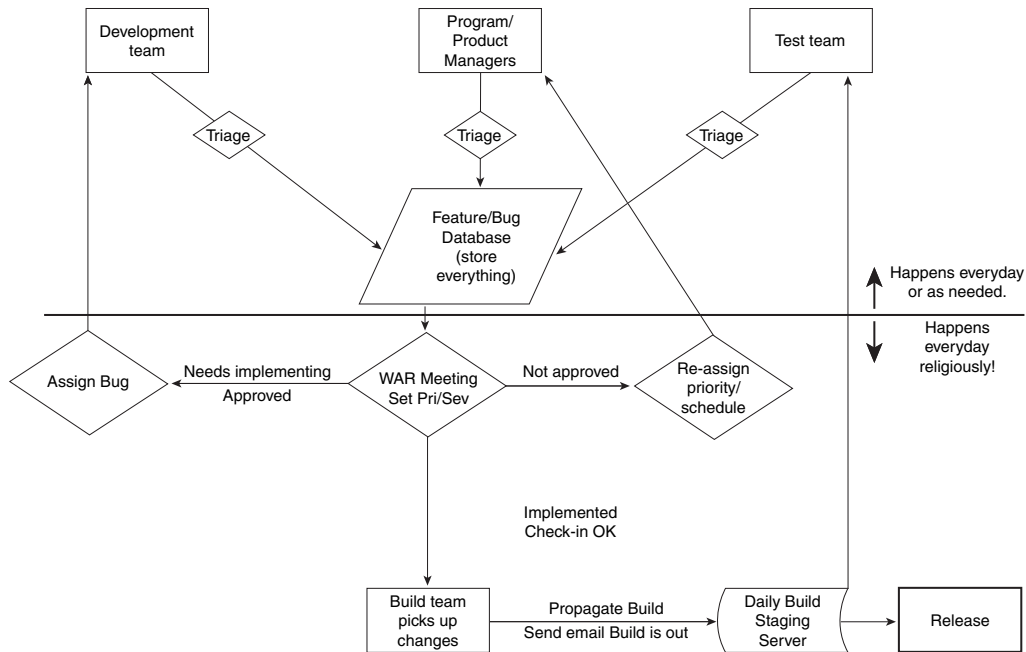 Development
team
Program/
Product
Managers
Test team
Triage
Triage
Triage
Feature/Bug
Database
(store
everything)
Happens everyday
or as needed.
Happens
everyday
religiously!
Assign Bug
Needs implementing
Approved
WAR Meeting
Set Pri/Sev
Not approved
Re-assign
priority/
schedule
Implemented
Check-in OK
Build team
picks up
changes
Propagate Build
Send email Build is out
Daily Build
Staging
Server
Release